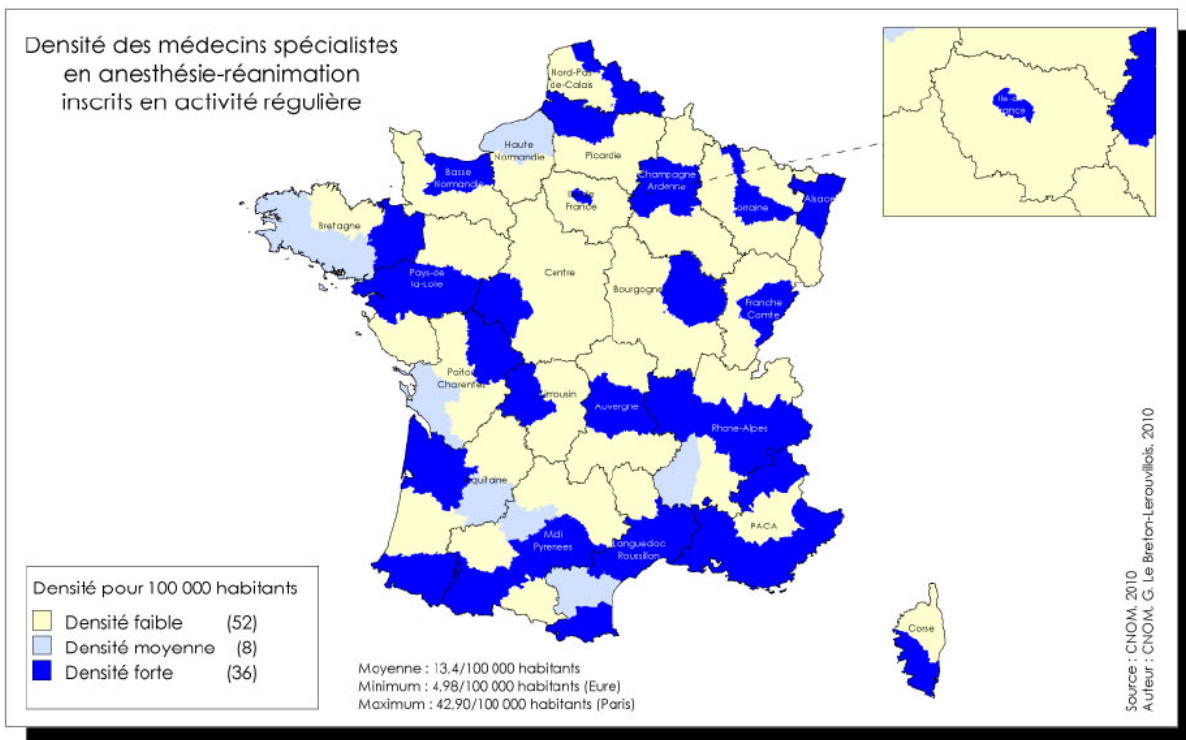 Densité des médecins spécialistes
en anesthésie-réanimation
inscrits en activité régulière
Nord-Pas
de-Calais
Haute
Normandie
Picardie
Basse
Normandie
Champagne
Ardenne
Ile-de
France
Lorraine
Alsace
Bretagne
Pays-de
la-Loire
Centre
Bourgogne
Franche
Comte
Poitou
Charentes
Limousin
Auvergne
Rhone-Alpes
Aquitaine
Midi
Pyrenees
Languedoc
Roussillon
PACA
Corse
Ile-de
France
Densité pour 100 000 habitants
Densité faible (52)
Densité moyenne (8)
Densité forte (36)
Moyenne : 13,4/100 000 habitants
Minimum : 4,98/100 000 habitants (Eure)
Maximum : 42,90/100 000 habitants (Paris)
Source : CNOM, 2010
Auteur : CNOM, G. Le Breton-Lerouvillois, 2010